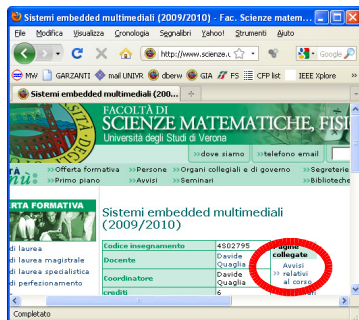 Sistemi embedded multimediali (2009/2010) - Fac. Scienze matem...
File Modifica Visualizza Cronologia Segnalibri Yahoo! Strumenti Aiuto
http://www.scienze.u
Google
MW GARZANTI mail UNIVR dberw GIA FS CFP list IEEE Xplore »
Sistemi embedded multimediali (200...
FACOLTÀ DI
SCIENZE MATEMATICHE, FISI
Università degli Studi di Verona
»dove siamo »telefono email
»Offerta form »Persone »Organi collegiali e di governo »Segreterie
»Primo piano »Avvisi »Seminari »Biblioteche
RTA FORMATIVA
Sistemi embedded multimediali
(2009/2010)
di laurea
di laurea magistrale
di laurea specialistica
di perfezionamento
Codice insegnamento 4S02795
Docente Davide Quaglia
Coordinatore Davide Quaglia
crediti 6
Pagine
collegate
Avvisi
» relativi
al corso
Completato